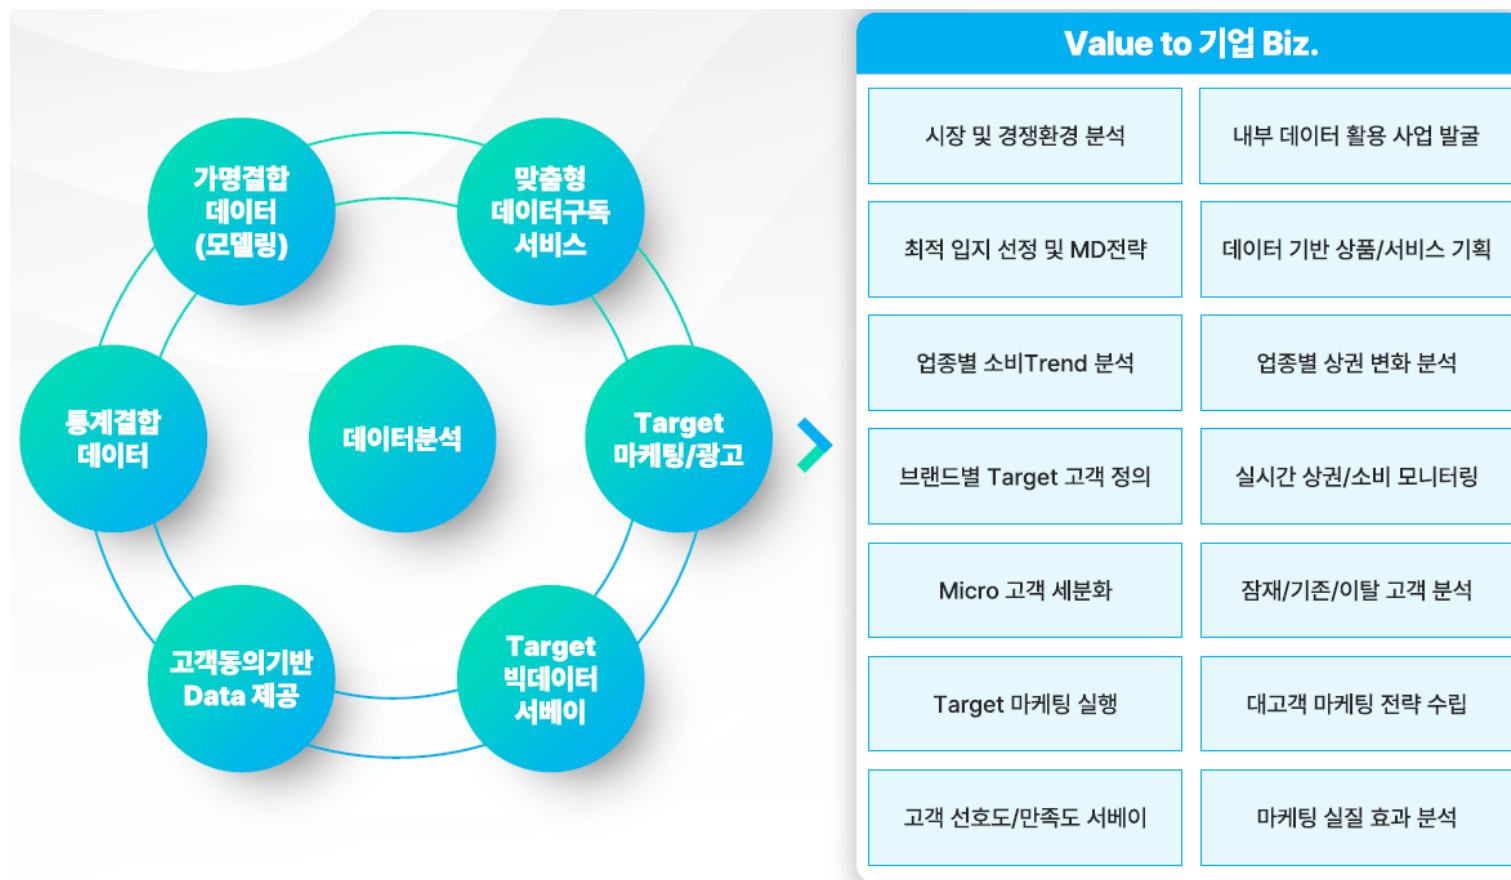 가명결합
데이터
(모델링)
맞춤형
데이터구독
서비스
통계결합
데이터
데이터분석
Target
마케팅/광고
고객동의기반
Data 제공
Target
빅데이터
서베이
Value to 기업 Biz.
시장 및 경쟁환경 분석
내부 데이터 활용 사업 발굴
최적 입지 선정 및 MD전략
데이터 기반 상품/서비스 기획
업종별 소비Trend 분석
업종별 상권 변화 분석
브랜드별 Target 고객 정의
실시간 상권/소비 모니터링
Micro 고객 세분화
잠재/기존/이탈 고객 분석
Target 마케팅 실행
대고객 마케팅 전략 수립
고객 선호도/만족도 서베이
마케팅 실질 효과 분석